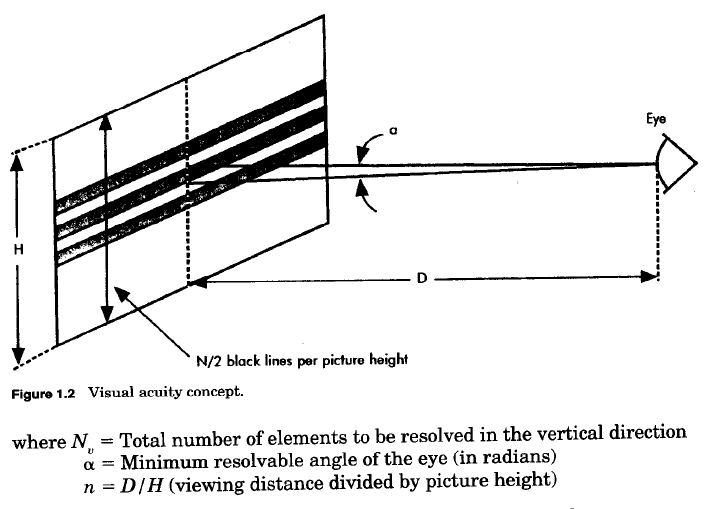 Eye
α
H
D
N/2 black lines per picture height
Figure 1.2 Visual acuity concept.
where Nᵥ = Total number of elements to be resolved in the vertical direction
α = Minimum resolvable angle of the eye (in radians)
n = D/H (viewing distance divided by picture height)